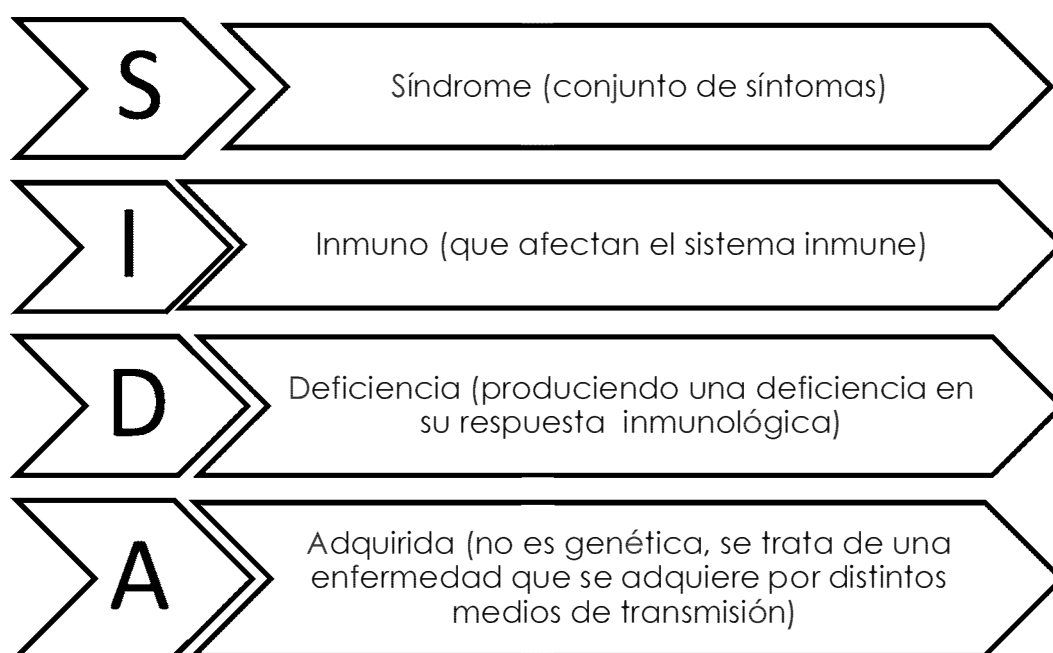 S
Síndrome (conjunto de síntomas)
I
Inmuno (que afectan el sistema inmune)
D
Deficiencia (produciendo una deficiencia en
su respuesta inmunológica)
A
Adquirida (no es genética, se trata de una
enfermedad que se adquiere por distintos
medios de transmisión)